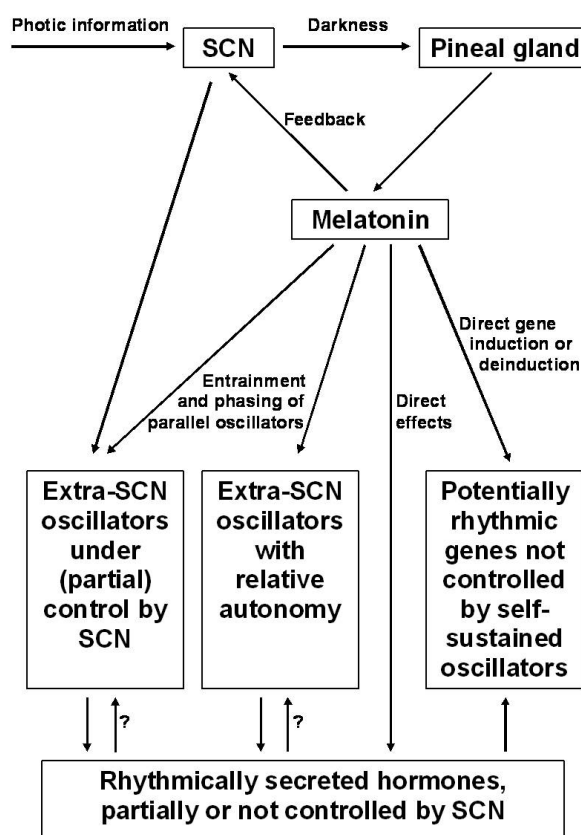 Photic information
SCN
Darkness
Pineal gland
Feedback
Melatonin
Direct gene
induction or
deinduction
Entrainment
and phasing of
parallel oscillators
Direct
effects
Extra-SCN
oscillators
under
(partial)
control by
SCN
Extra-SCN
oscillators
with
relative
autonomy
Potentially
rhythmic
genes not
controlled
by self-
sustained
oscillators
?
?
Rhythmically secreted hormones,
partially or not controlled by SCN